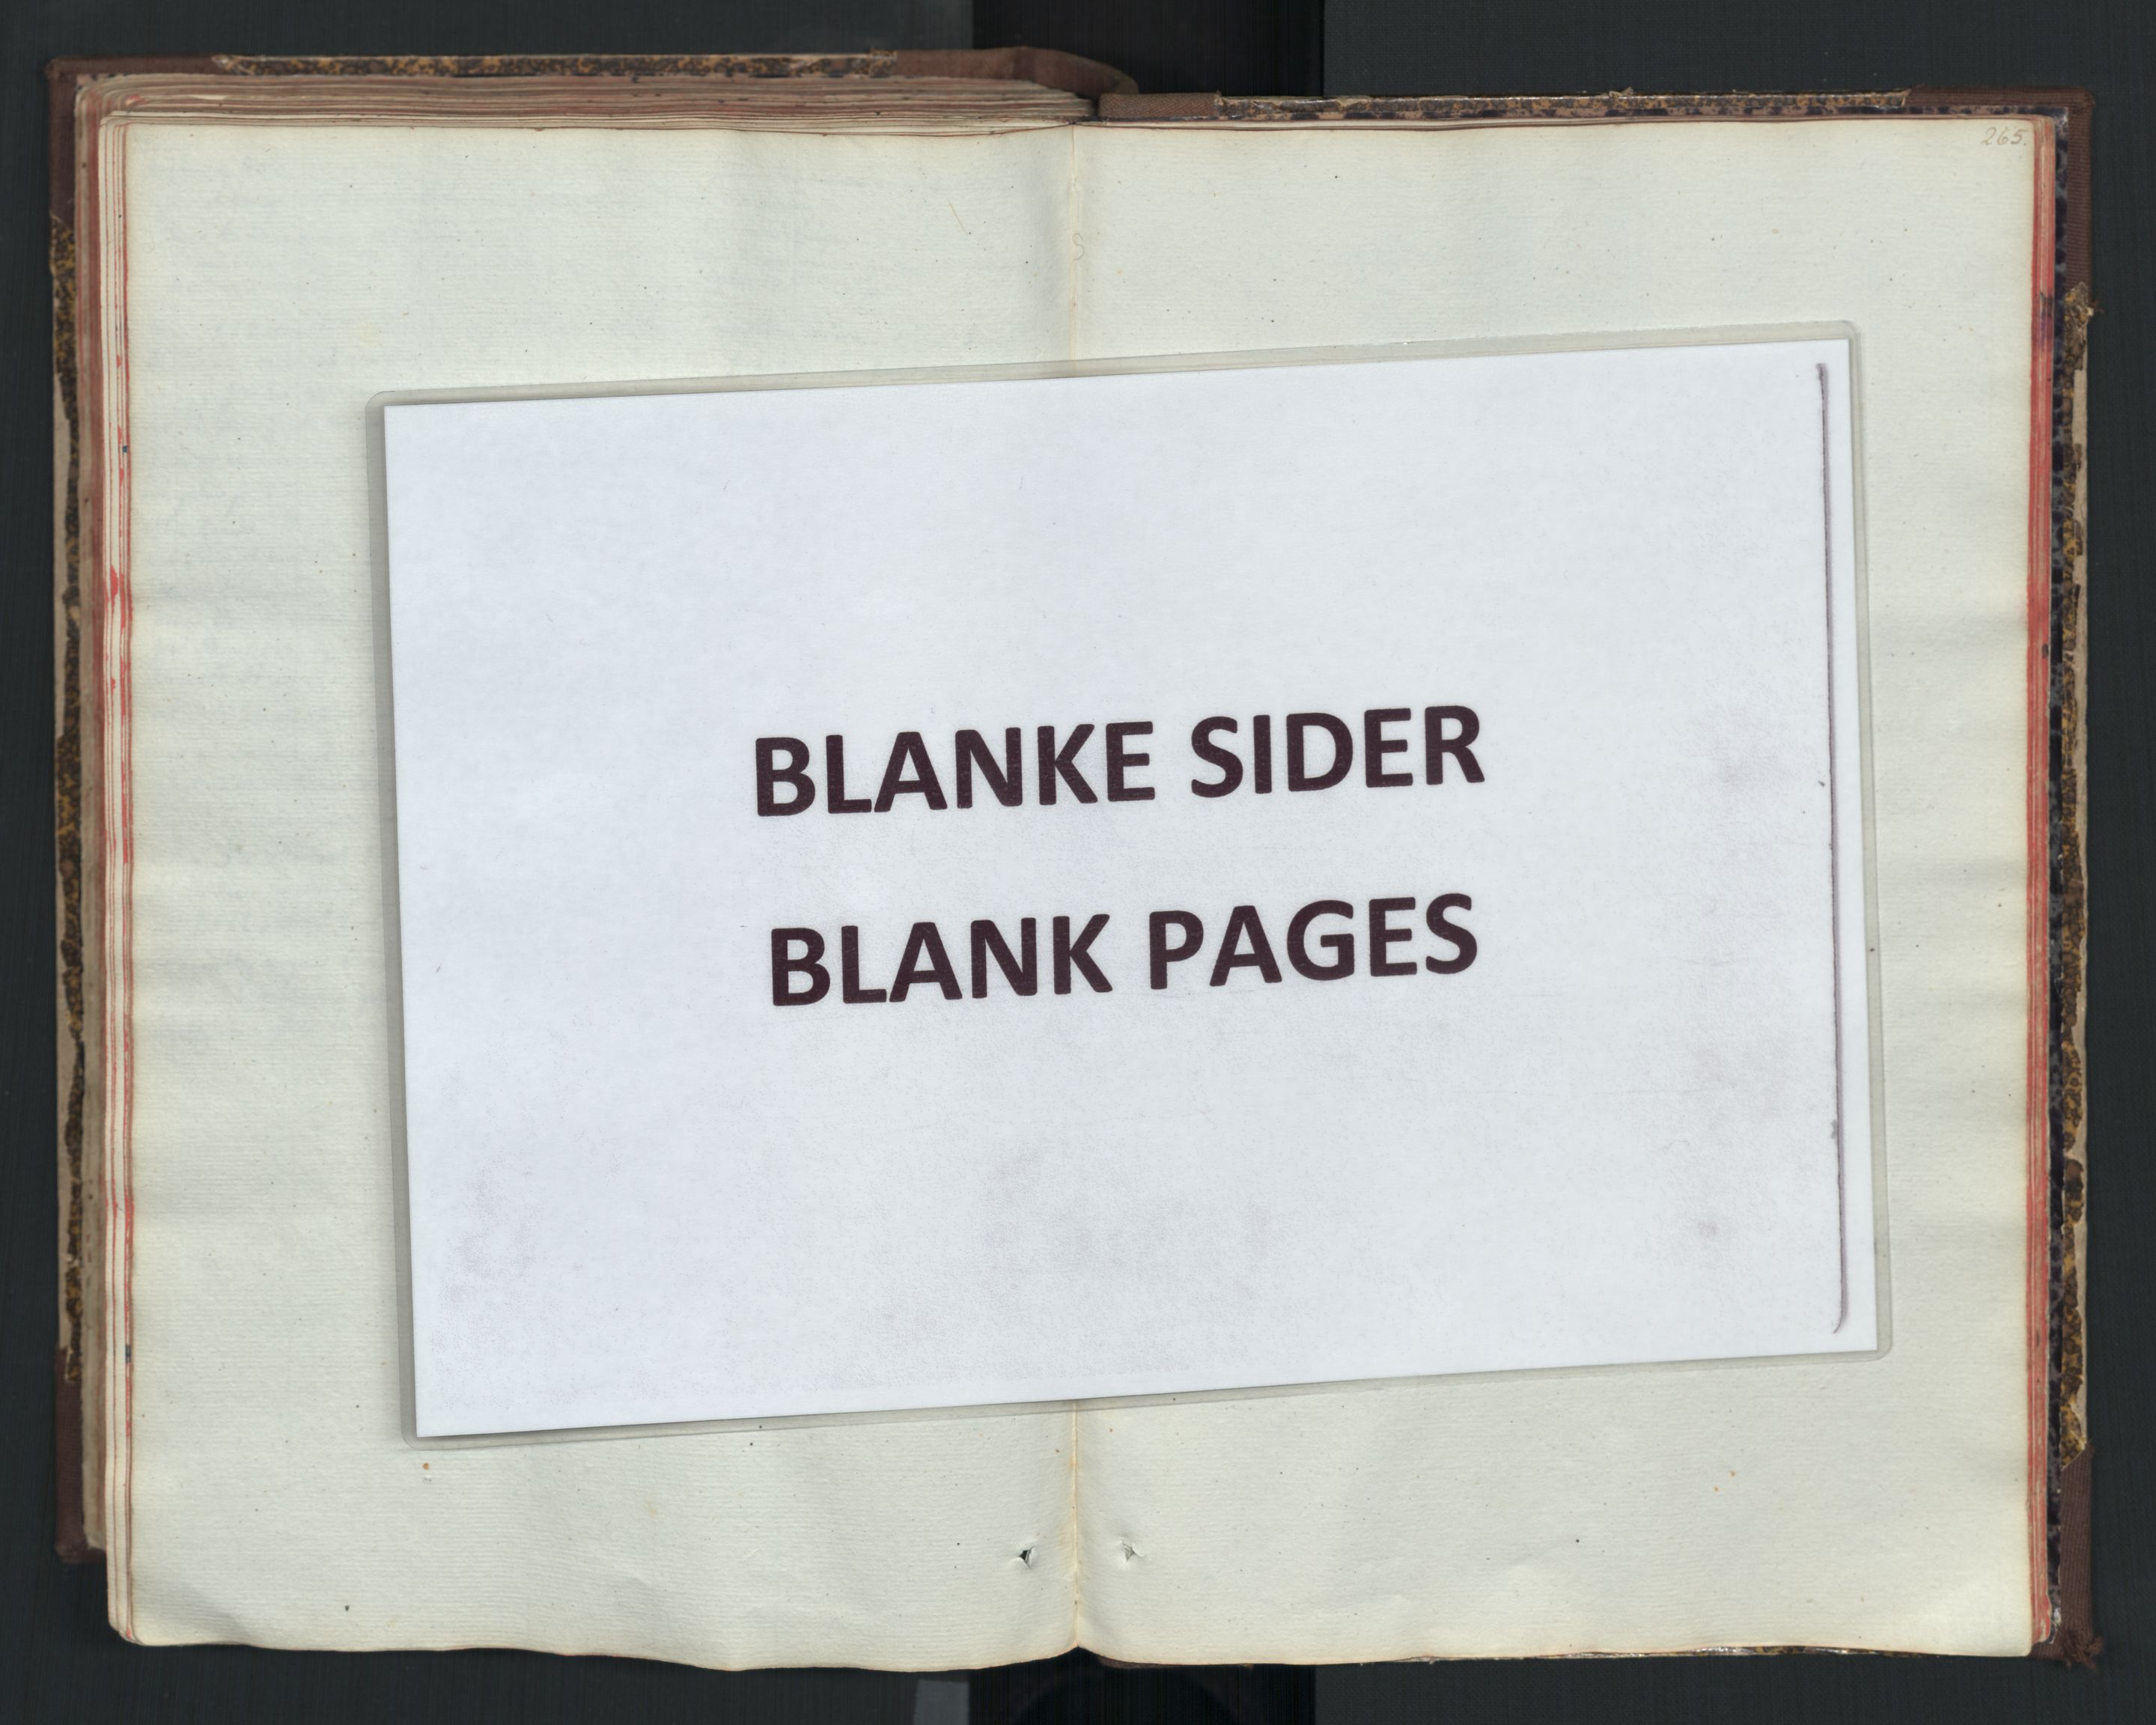 265.
BLANKE SIDER
BLANK PAGES